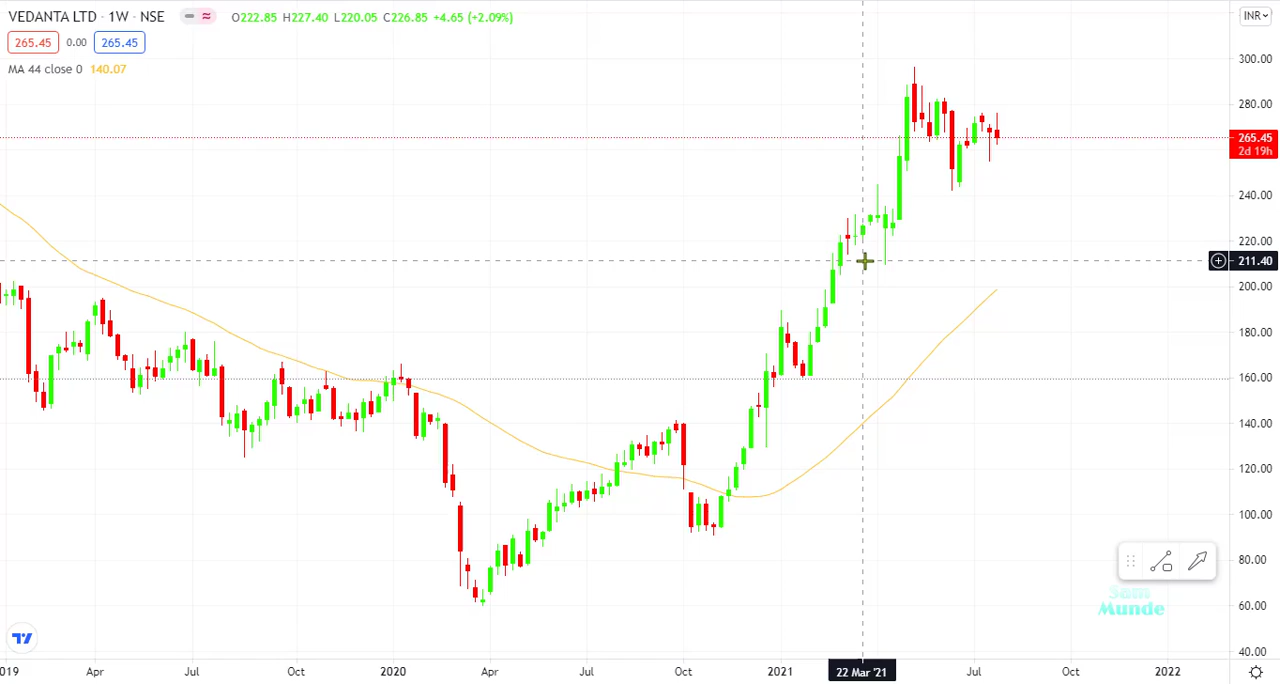 VEDANTA LTD · 1W · NSE O222.85 H227.40 L220.05 C226.85 +4.65 (+2.09%) INR
265.45 0.00 265.45
MA 44 close 0 140.07
300.00
280.00
265.45
2d 19h
240.00
220.00
211.40
200.00
180.00
160.00
140.00
120.00
100.00
80.00
Sam
Munde
60.00
40.00
2019 Apr Jul Oct 2020 Apr Jul Oct 2021 22 Mar '21 Jul Oct 2022